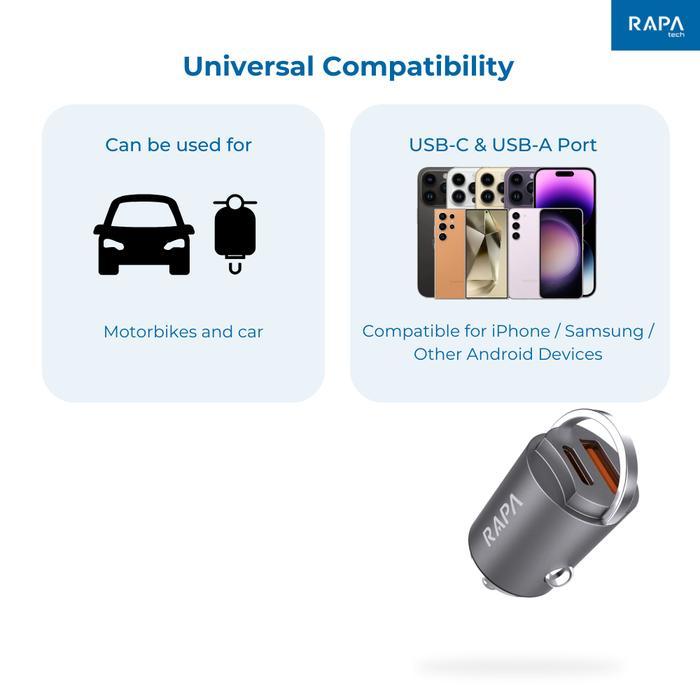 RAPA
tech
Universal Compatibility
Can be used for
Motorbikes and car
USB-C & USB-A Port
Compatible for iPhone / Samsung /
Other Android Devices
RAPA